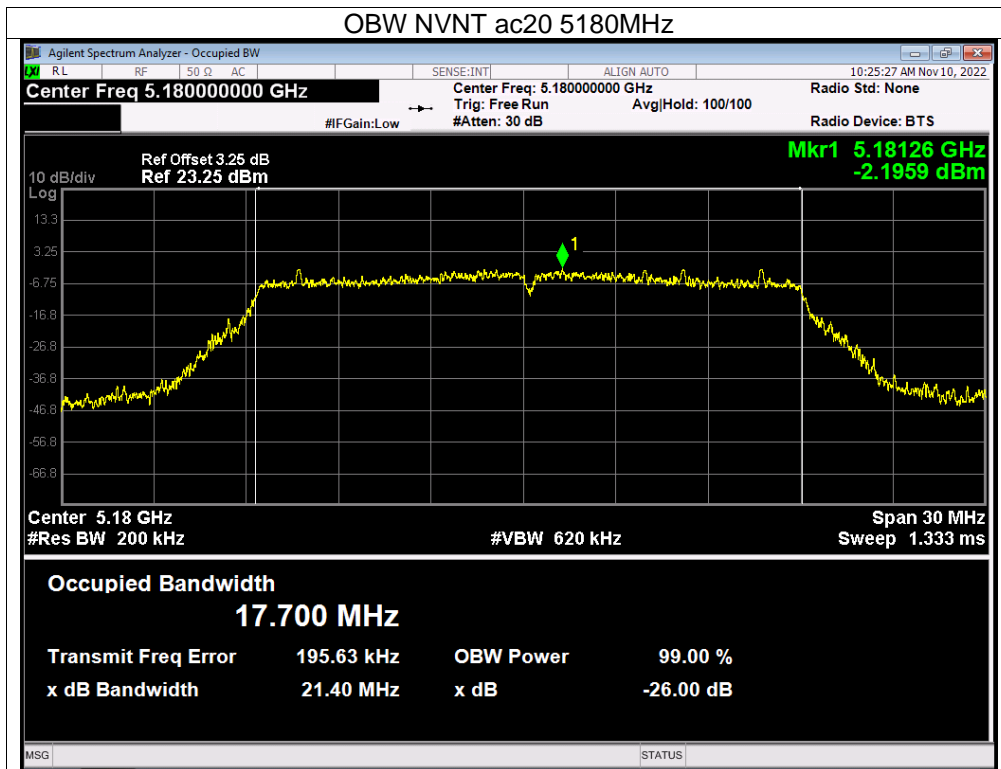 OBW NVNT ac20 5180MHz
Agilent Spectrum Analyzer - Occupied BW
LXI RL RF 50 Ω AC SENSE:INT ALIGN AUTO 10:25:27 AM Nov 10, 2022
Center Freq 5.180000000 GHz Center Freq: 5.180000000 GHz Radio Std: None
Trig: Free Run Avg|Hold: 100/100
#IFGain:Low #Atten: 30 dB Radio Device: BTS
Mkr1 5.18126 GHz
Ref Offset 3.25 dB
10 dB/div Ref 23.25 dBm -2.1959 dBm
Log
13.3
3.25
1
-6.75
-16.8
-26.8
-36.8
-46.8
-56.8
-66.8
Center 5.18 GHz Span 30 MHz
#Res BW 200 kHz #VBW 620 kHz Sweep 1.333 ms
Occupied Bandwidth
17.700 MHz
Transmit Freq Error 195.63 kHz OBW Power 99.00 %
x dB Bandwidth 21.40 MHz x dB -26.00 dB
MSG STATUS